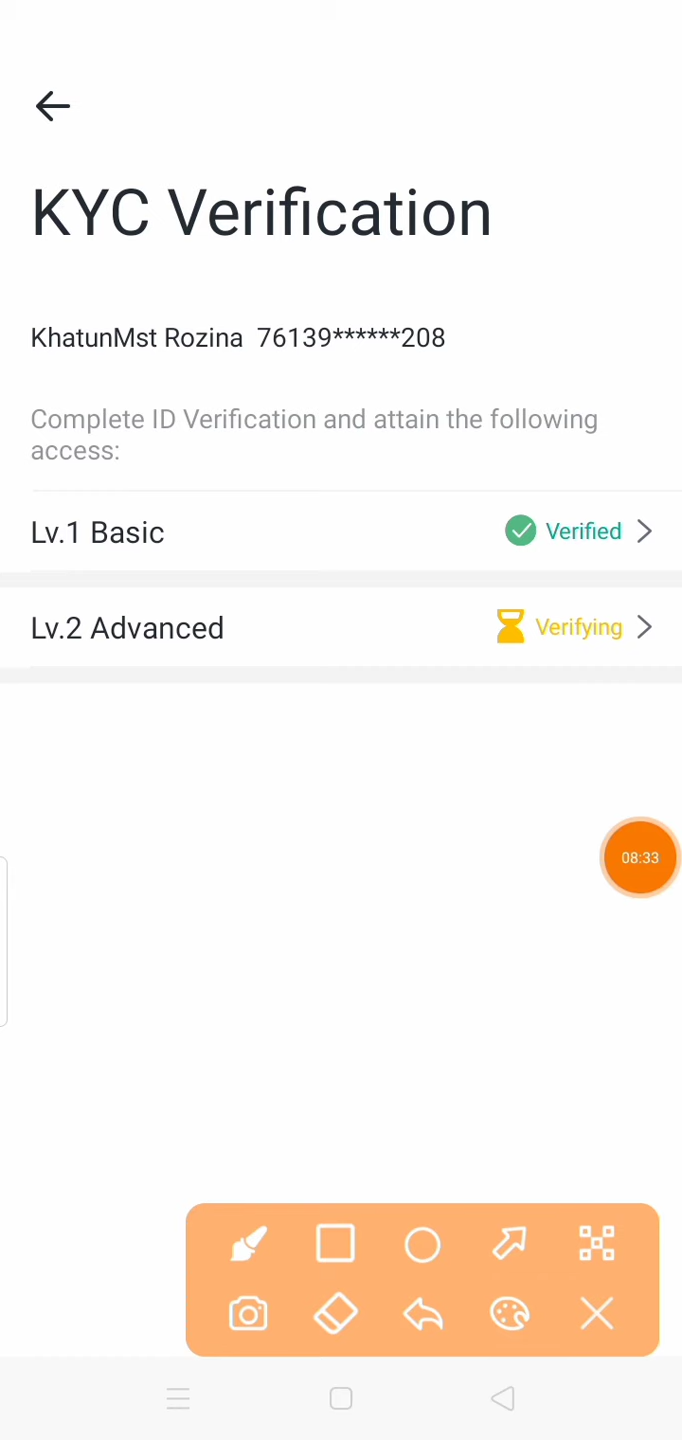 KYC Verification
KhatunMst Rozina 76139******208
Complete ID Verification and attain the following
access:
Lv.1 Basic Verified
Lv.2 Advanced Verifying
08:33